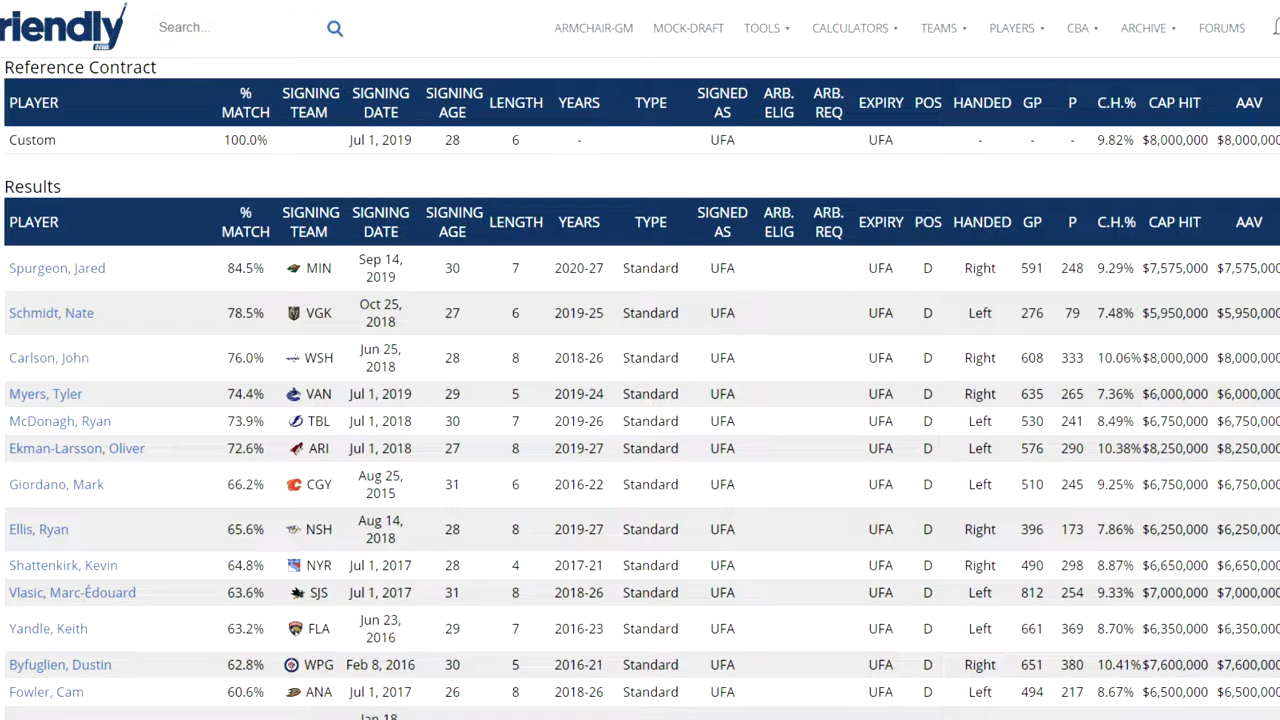 riendly
Search...
ARMCHAIR-GM MOCK-DRAFT TOOLS CALCULATORS TEAMS PLAYERS CBA ARCHIVE FORUMS
Reference Contract
PLAYER % MATCH SIGNING TEAM SIGNING DATE SIGNING AGE LENGTH YEARS TYPE SIGNED AS ARB. ELIG ARB. REQ EXPIRY POS HANDED GP P C.H.% CAP HIT AAV
Custom 100.0% Jul 1, 2019 28 6 - UFA UFA - - - 9.82% $8,000,000 $8,000,000
Results
PLAYER % MATCH SIGNING TEAM SIGNING DATE SIGNING AGE LENGTH YEARS TYPE SIGNED AS ARB. ELIG ARB. REQ EXPIRY POS HANDED GP P C.H.% CAP HIT AAV
Spurgeon, Jared 84.5% MIN Sep 14, 2019 30 7 2020-27 Standard UFA UFA D Right 591 248 9.29% $7,575,000 $7,575,000
Schmidt, Nate 78.5% VGK Oct 25, 2018 27 6 2019-25 Standard UFA UFA D Left 276 79 7.48% $5,950,000 $5,950,000
Carlson, John 76.0% WSH Jun 25, 2018 28 8 2018-26 Standard UFA UFA D Right 608 333 10.06% $8,000,000 $8,000,000
Myers, Tyler 74.4% VAN Jul 1, 2019 29 5 2019-24 Standard UFA UFA D Right 635 265 7.36% $6,000,000 $6,000,000
McDonagh, Ryan 73.9% TBL Jul 1, 2018 30 7 2019-26 Standard UFA UFA D Left 530 241 8.49% $6,750,000 $6,750,000
Ekman-Larsson, Oliver 72.6% ARI Jul 1, 2018 27 8 2019-27 Standard UFA UFA D Left 576 290 10.38% $8,250,000 $8,250,000
Giordano, Mark 66.2% CGY Aug 25, 2015 31 6 2016-22 Standard UFA UFA D Left 510 245 9.25% $6,750,000 $6,750,000
Ellis, Ryan 65.6% NSH Aug 14, 2018 28 8 2019-27 Standard UFA UFA D Right 396 173 7.86% $6,250,000 $6,250,000
Shattenkirk, Kevin 64.8% NYR Jul 1, 2017 28 4 2017-21 Standard UFA UFA D Right 490 298 8.87% $6,650,000 $6,650,000
Vlasic, Marc-Édouard 63.6% SJS Jul 1, 2017 31 8 2018-26 Standard UFA UFA D Left 812 254 9.33% $7,000,000 $7,000,000
Yandle, Keith 63.2% FLA Jun 23, 2016 29 7 2016-23 Standard UFA UFA D Left 661 369 8.70% $6,350,000 $6,350,000
Byfuglien, Dustin 62.8% WPG Feb 8, 2016 30 5 2016-21 Standard UFA UFA D Right 651 380 10.41% $7,600,000 $7,600,000
Fowler, Cam 60.6% ANA Jul 1, 2017 26 8 2018-26 Standard UFA UFA D Left 494 217 8.67% $6,500,000 $6,500,000
Jan 18,